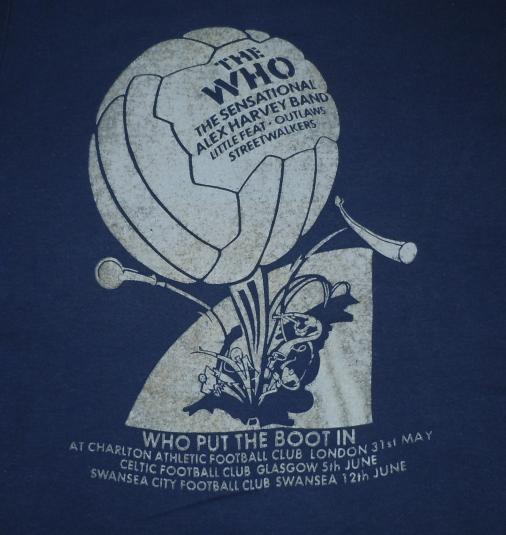 THE
WHO
THE SENSATIONAL
ALEX HARVEY BAND
LITTLE FEAT · OUTLAWS
STREETWALKERS
WHO PUT THE BOOT IN
AT CHARLTON ATHLETIC FOOTBALL CLUB LONDON 31st MAY
CELTIC FOOTBALL CLUB GLASGOW 5th JUNE
SWANSEA CITY FOOTBALL CLUB SWANSEA 12th JUNE